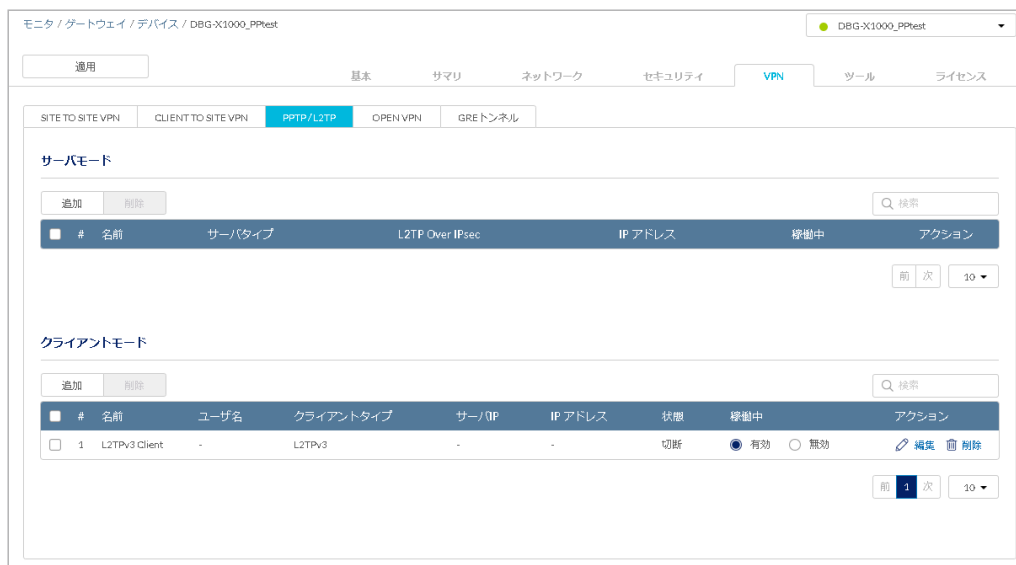 モニタ / ゲートウェイ / デバイス / DBG-X1000_PPtest
DBG-X1000_PPtest
適用
基本 サマリ ネットワーク セキュリティ VPN ツール ライセンス
SITE TO SITE VPN CLIENT TO SITE VPN PPTP/L2TP OPEN VPN GREトンネル
サーバモード
追加 削除 検索
# 名前 サーバタイプ L2TP Over IPsec IP アドレス 稼働中 アクション
前 次 10
クライアントモード
追加 削除 検索
# 名前 ユーザ名 クライアントタイプ サーバIP IP アドレス 状態 稼働中 アクション
1 L2TPv3 Client - L2TPv3 - - 切断 有効 無効 編集 削除
前 1 次 10